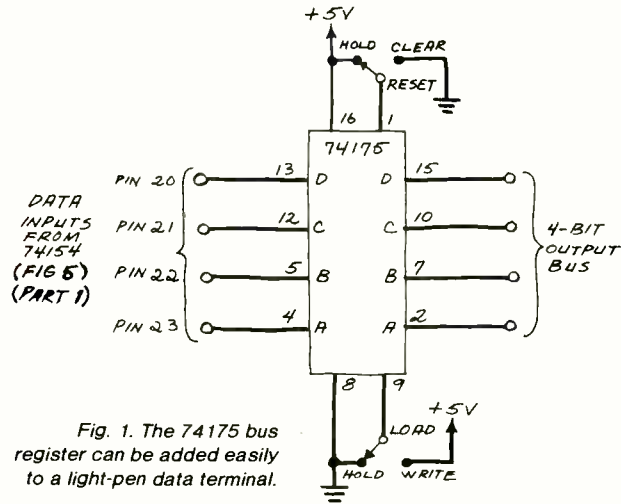 +5V
HOLD CLEAR
RESET
16 1
74175
PIN 20 13 D D 15
PIN 21 12 C C 10
PIN 22 5 B B 7
PIN 23 4 A A 2
DATA
INPUTS
FROM
74154
(FIG 5)
(PART 1)
4-BIT
OUTPUT
BUS
8 9
+5V
LOAD
HOLD WRITE
Fig. 1. The 74175 bus
register can be added easily
to a light-pen data terminal.